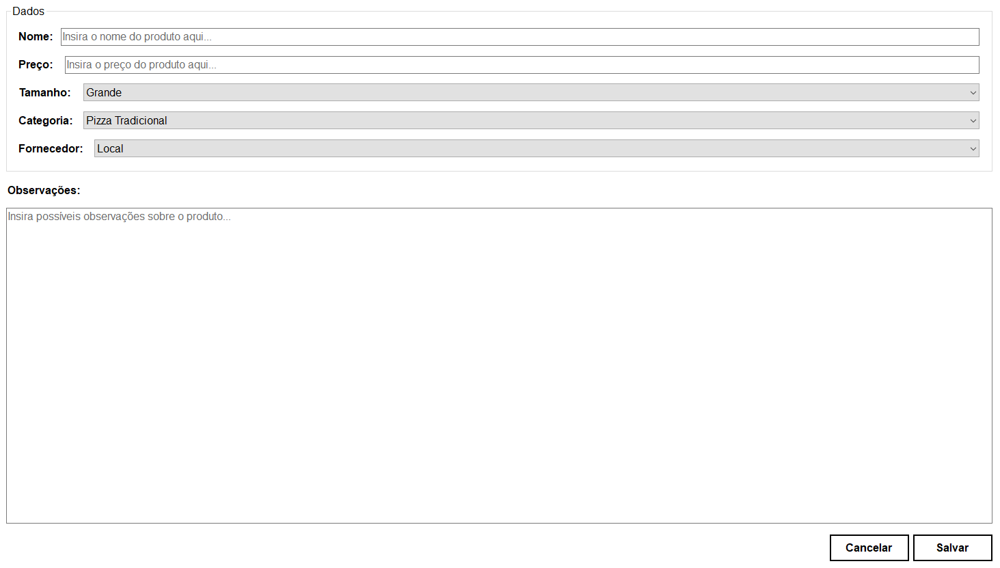 Dados
Nome: Insira o nome do produto aqui...
Preço: Insira o preço do produto aqui...
Tamanho: Grande
Categoria: Pizza Tradicional
Fornecedor: Local
Observações:
Insira possíveis observações sobre o produto...
Cancelar Salvar